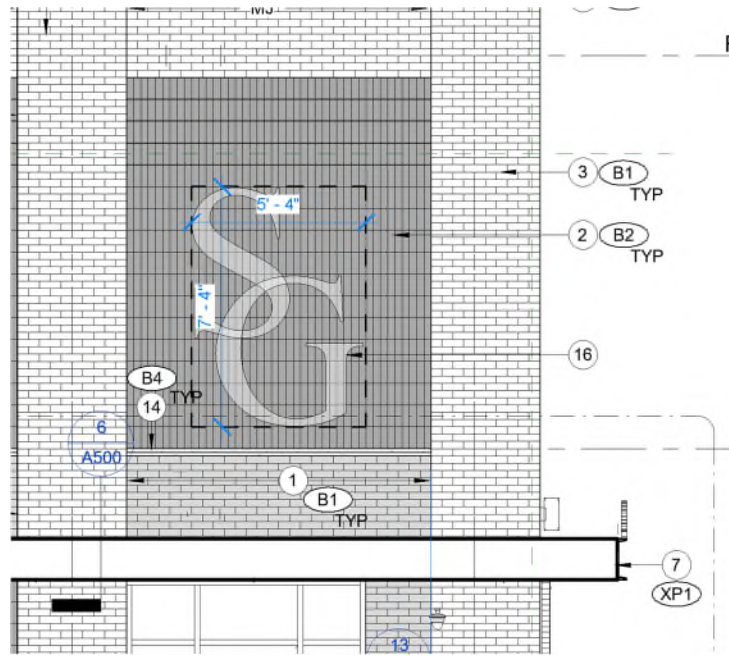 MJ
3 B1
TYP
5' - 4"
2 B2
TYP
7' - 4"
SG
16
B4
TYP
14
6
A500
1
B1
TYP
7
XP1
13